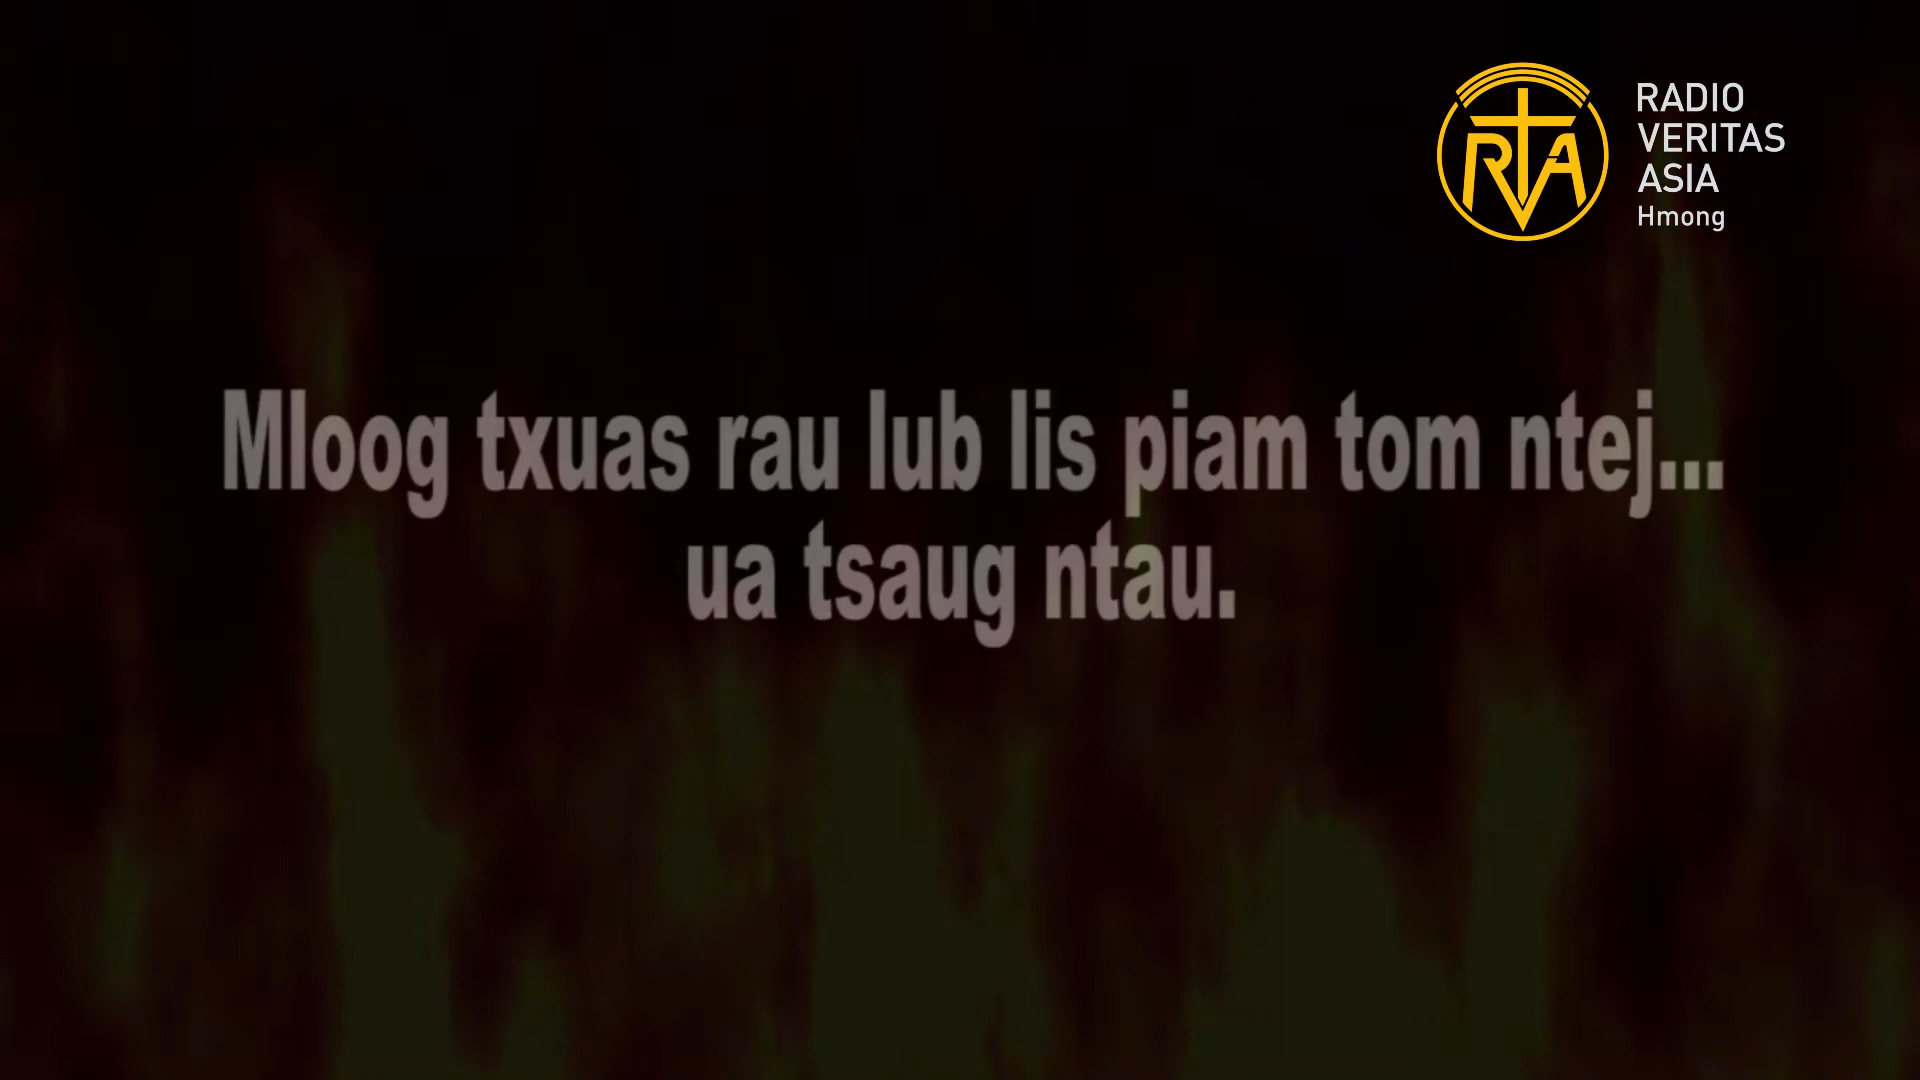 RADIO
VERITAS
ASIA
Hmong
Mloog txuas rau lub lis piam tom ntej...
ua tsaug ntau.